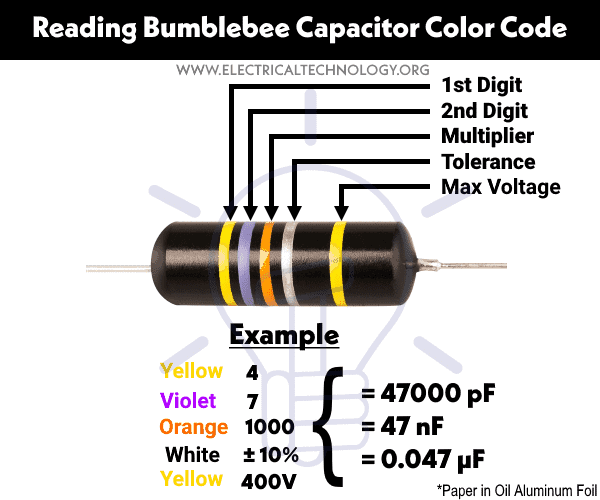 Reading Bumblebee Capacitor Color Code
WWW.ELECTRICALTECHNOLOGY.ORG
1st Digit
2nd Digit
Multiplier
Tolerance
Max Voltage
Example
Yellow 4
Violet 7
Orange 1000
White ± 10%
Yellow 400V
= 47000 pF
= 47 nF
= 0.047 µF
*Paper in Oil Aluminum Foil